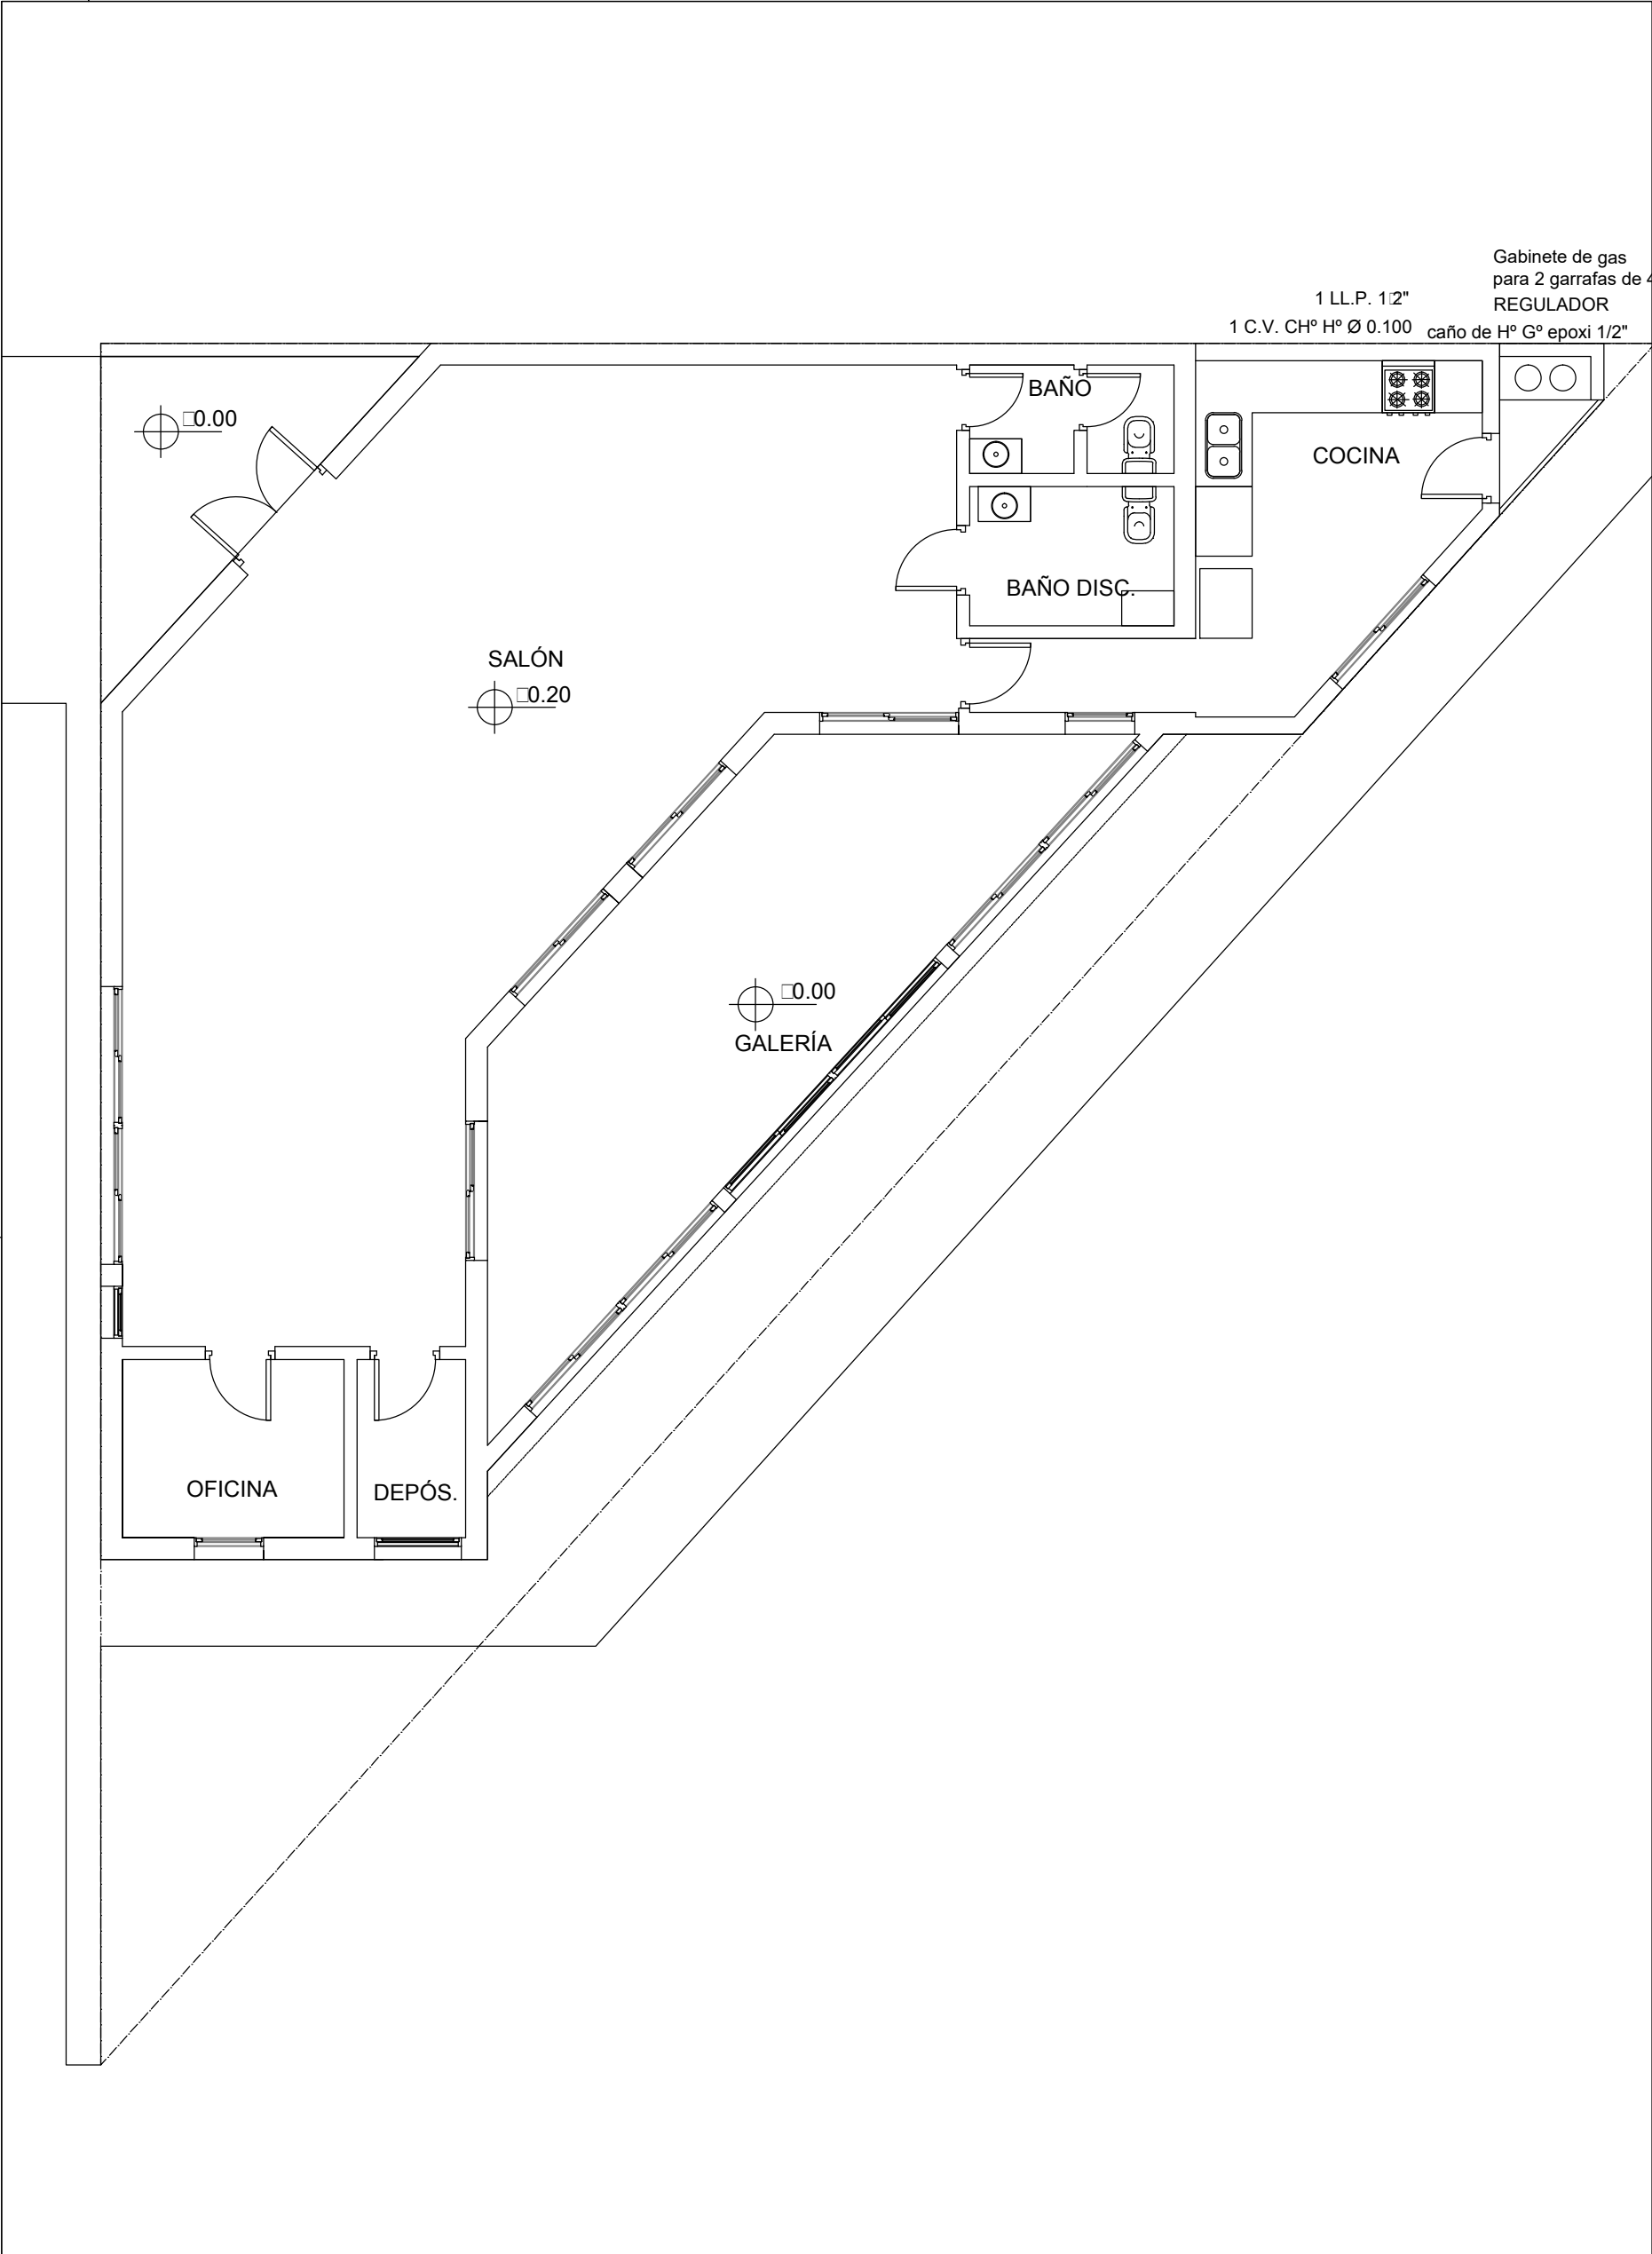 Gabinete de gas
para 2 garrafas de 4
1 LL.P. 1□2"
REGULADOR
1 C.V. CHº Hº Ø 0.100
caño de Hº Gº epoxi 1/2"
BAÑO
□0.00
COCINA
BAÑO DISC.
SALÓN
□0.20
□0.00
GALERÍA
OFICINA
DEPÓS.